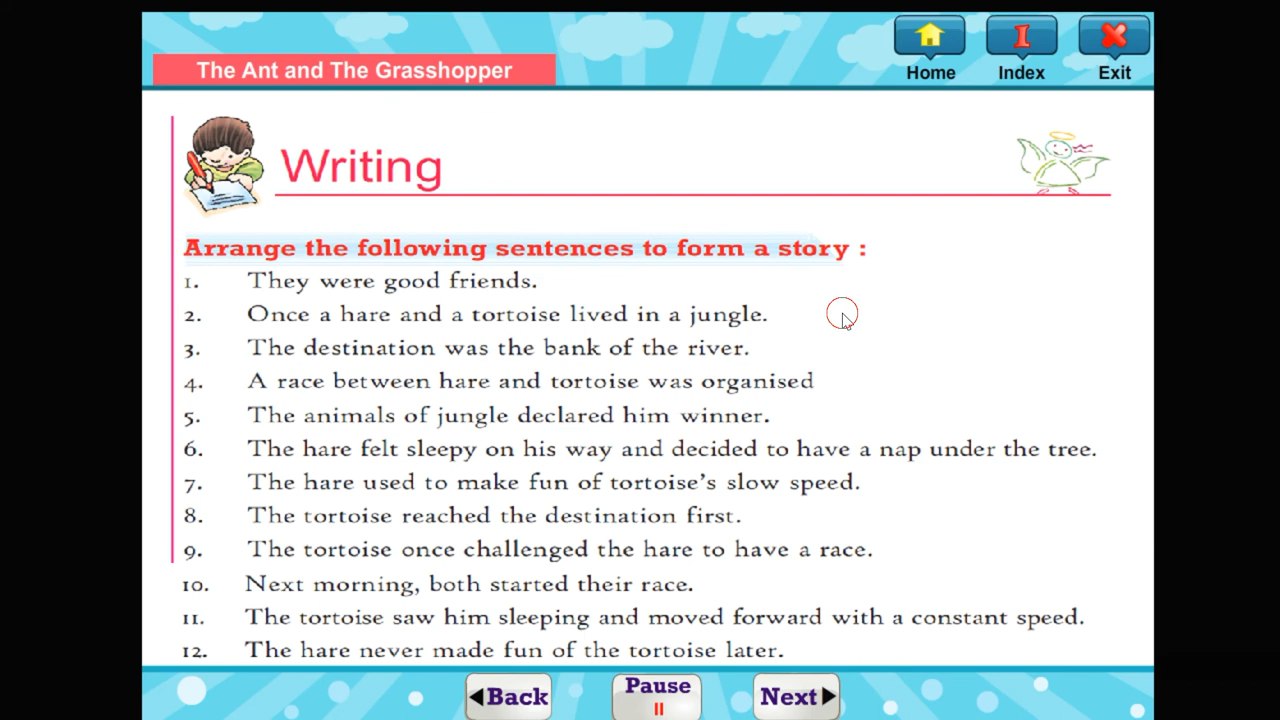 The Ant and The Grasshopper
Home
Index
Exit
Writing
Arrange the following sentences to form a story :
1. They were good friends.
2. Once a hare and a tortoise lived in a jungle.
3. The destination was the bank of the river.
4. A race between hare and tortoise was organised
5. The animals of jungle declared him winner.
6. The hare felt sleepy on his way and decided to have a nap under the tree.
7. The hare used to make fun of tortoise's slow speed.
8. The tortoise reached the destination first.
9. The tortoise once challenged the hare to have a race.
10. Next morning, both started their race.
11. The tortoise saw him sleeping and moved forward with a constant speed.
12. The hare never made fun of the tortoise later.
Back
Pause
Next